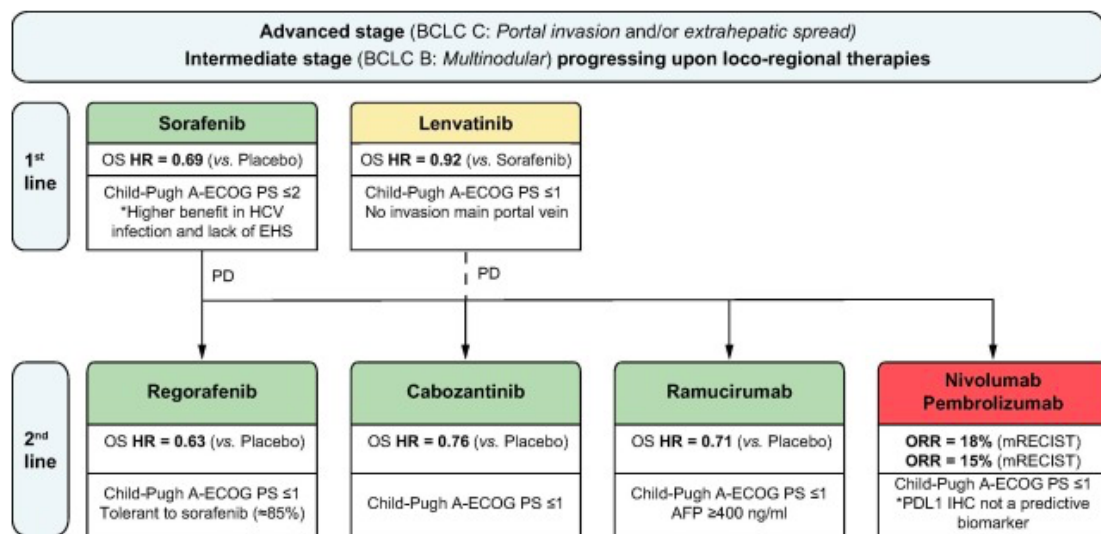 Advanced stage (BCLC C: Portal invasion and/or extrahepatic spread)
Intermediate stage (BCLC B: Multinodular) progressing upon loco-regional therapies
1st
line
Sorafenib
OS HR = 0.69 (vs. Placebo)
Child-Pugh A-ECOG PS ≤2
*Higher benefit in HCV
infection and lack of EHS
Lenvatinib
OS HR = 0.92 (vs. Sorafenib)
Child-Pugh A-ECOG PS ≤1
No invasion main portal vein
PD
PD
2nd
line
Regorafenib
OS HR = 0.63 (vs. Placebo)
Child-Pugh A-ECOG PS ≤1
Tolerant to sorafenib (≈85%)
Cabozantinib
OS HR = 0.76 (vs. Placebo)
Child-Pugh A-ECOG PS ≤1
Ramucirumab
OS HR = 0.71 (vs. Placebo)
Child-Pugh A-ECOG PS ≤1
AFP ≥400 ng/ml
Nivolumab
Pembrolizumab
ORR = 18% (mRECIST)
ORR = 15% (mRECIST)
Child-Pugh A-ECOG PS ≤1
*PDL1 IHC not a predictive
biomarker